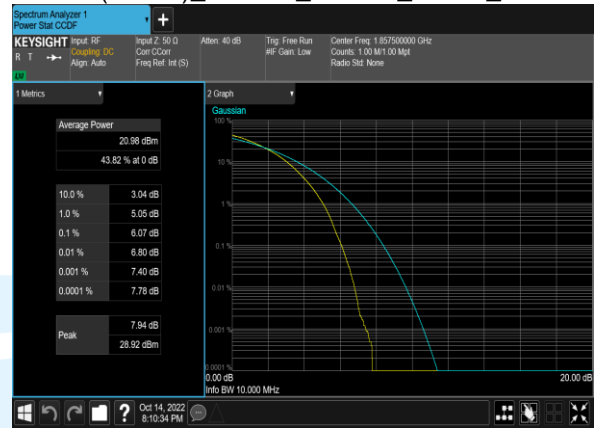 Spectrum Analyzer 1
Power Stat CCDF
KEYSIGHT
R T
Input: RF
Coupling: DC
Align: Auto
Input Z: 50 Ω
Corr CCorr
Freq Ref: Int (S)
Atten: 40 dB
Trig: Free Run
#IF Gain: Low
Center Freq: 1.857500000 GHz
Counts: 1.00 M/1.00 Mpt
Radio Std: None
1 Metrics
Average Power
20.98 dBm
43.82 % at 0 dB
10.0 % 3.04 dB
1.0 % 5.05 dB
0.1 % 6.07 dB
0.01 % 6.80 dB
0.001 % 7.40 dB
0.0001 % 7.78 dB
Peak
7.94 dB
28.92 dBm
2 Graph
Gaussian
100 %
10 %
1 %
0.1 %
0.01 %
0.001 %
0.0001 %
0.00 dB 20.00 dB
Info BW 10.000 MHz
?
Oct 14, 2022
8:10:34 PM